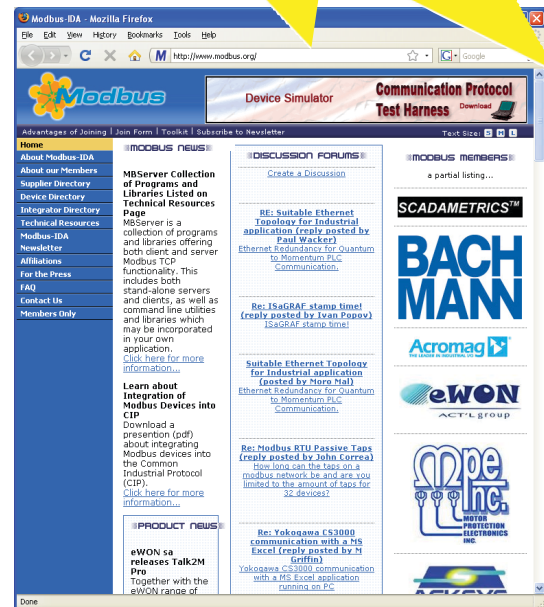 Modbus-IDA - Mozilla Firefox
File Edit View History Bookmarks Tools Help
http://www.modbus.org/
Google
Modbus
Device Simulator
Communication Protocol
Test Harness Download
Advantages of Joining | Join Form | Toolkit | Subscribe to Newsletter
Text Size: S M L
Home
About Modbus-IDA
About our Members
Supplier Directory
Device Directory
Integrator Directory
Technical Resources
Modbus-IDA
Newsletter
Affiliations
For the Press
FAQ
Contact Us
Members Only
MODBUS NEWS
MBServer Collection
of Programs and
Libraries Listed on
Technical Resources
Page
MBServer is a
collection of programs
and libraries offering
both client and server
Modbus TCP
functionality. This
includes both
stand-alone servers
and clients, as well as
command line utilities
and libraries which
may be incorporated
in your own
application.
Click here for more
information...
Learn about
Integration of
Modbus Devices into
CIP
Download a
presention (pdf)
about integrating
Modbus devices into
the Common
Industrial Protocol
(CIP).
Click here for more
information...
PRODUCT NEWS
eWON sa
releases Talk2M
Pro
Together with the
eWON range of
DISCUSSION FORUMS
Create a Discussion
RE: Suitable Ethernet
Topology for Industrial
application (reply posted by
Paul Wacker)
Ethernet Redundancy for Quantum
to Momentum PLC
Communication.
Re: ISaGRAF stamp time!
(reply posted by Ivan Popov)
ISaGRAF stamp time!
Suitable Ethernet Topology
for Industrial application
(posted by Moro Mal)
Ethernet Redundancy for Quantum
to Momentum PLC
Communication.
Re: Modbus RTU Passive Taps
(reply posted by John Correa)
How long can the taps on a
modbus network be and are you
limited to the amount of taps for
32 devices?
Re: Yokogawa CS3000
communication with a MS
Excel (reply posted by M
Griffin)
Yokogawa CS3000 communication
with a MS Excel application
running on PC
MODBUS MEMBERS
a partial listing...
SCADAMETRICS™
BACH
MANN
Acromag
THE LEADER IN INDUSTRIAL I/O
eWON
ACT'L group
mpe
Inc.
MOTOR
PROTECTION
ELECTRONICS
INC.
Done